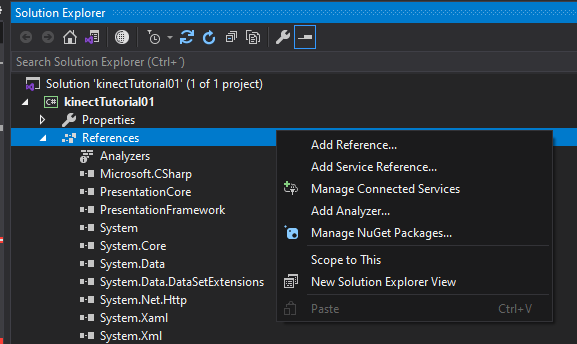 Solution Explorer
Search Solution Explorer (Ctrl+´)
Solution 'kinectTutorial01' (1 of 1 project)
C# kinectTutorial01
Properties
References
Analyzers
Microsoft.CSharp
PresentationCore
PresentationFramework
System
System.Core
System.Data
System.Data.DataSetExtensions
System.Net.Http
System.Xaml
System.Xml
Add Reference...
Add Service Reference...
Manage Connected Services
Add Analyzer...
Manage NuGet Packages...
Scope to This
New Solution Explorer View
Paste Ctrl+V